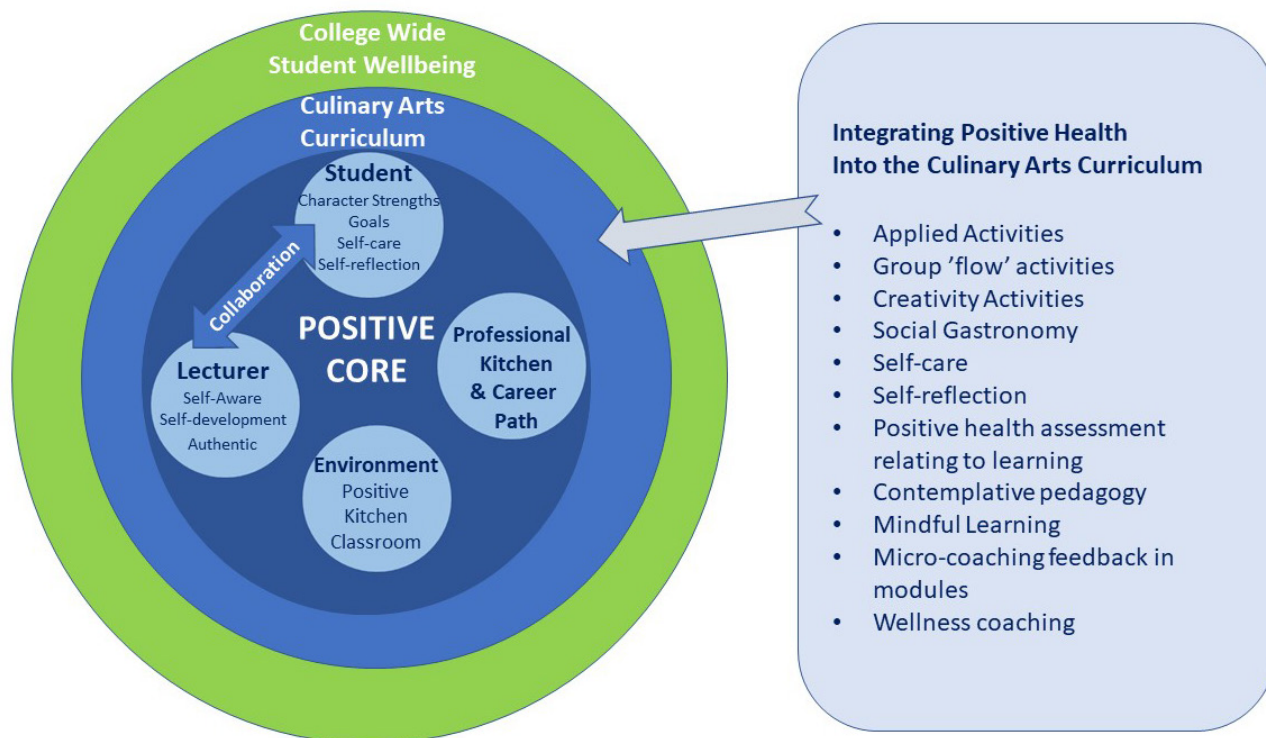 College Wide
Student Wellbeing
Culinary Arts
Curriculum
Student
Character Strengths
Goals
Self-care
Self-reflection
Collaboration
POSITIVE
CORE
Lecturer
Self-Aware
Self-development
Authentic
Professional
Kitchen
& Career
Path
Environment
Positive
Kitchen
Classroom
Integrating Positive Health
Into the Culinary Arts Curriculum
• Applied Activities
• Group ’flow’ activities
• Creativity Activities
• Social Gastronomy
• Self-care
• Self-reflection
• Positive health assessment
relating to learning
• Contemplative pedagogy
• Mindful Learning
• Micro-coaching feedback in
modules
• Wellness coaching